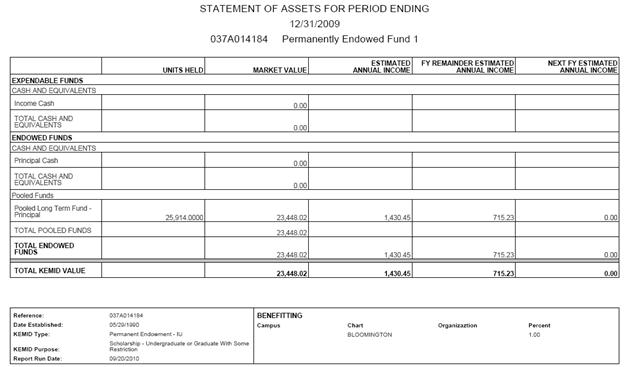 STATEMENT OF ASSETS FOR PERIOD ENDING
12/31/2009
037A014184 Permanently Endowed Fund 1
UNITS HELD MARKET VALUE ESTIMATED ANNUAL INCOME FY REMAINDER ESTIMATED ANNUAL INCOME NEXT FY ESTIMATED ANNUAL INCOME
EXPENDABLE FUNDS
CASH AND EQUIVALENTS
Income Cash 0.00
TOTAL CASH AND
EQUIVALENTS 0.00
ENDOWED FUNDS
CASH AND EQUIVALENTS
Principal Cash 0.00
TOTAL CASH AND
EQUIVALENTS 0.00
Pooled Funds
Pooled Long Term Fund -
Principal 25,914.0000 23,448.02 1,430.45 715.23 0.00
TOTAL POOLED FUNDS 23,448.02
TOTAL ENDOWED
FUNDS 23,448.02 1,430.45 715.23 0.00
TOTAL KEMID VALUE 23,448.02 1,430.45 715.23 0.00
Reference: 037A014184
Date Established: 05/29/1990
KEMID Type: Permanent Endowment - IU
KEMID Purpose: Scholarship - Undergraduate or Graduate With Some
Restriction
Report Run Date: 09/20/2010
BENEFITTING
Campus Chart Organizaztion Percent
BLOOMINGTON 1.00